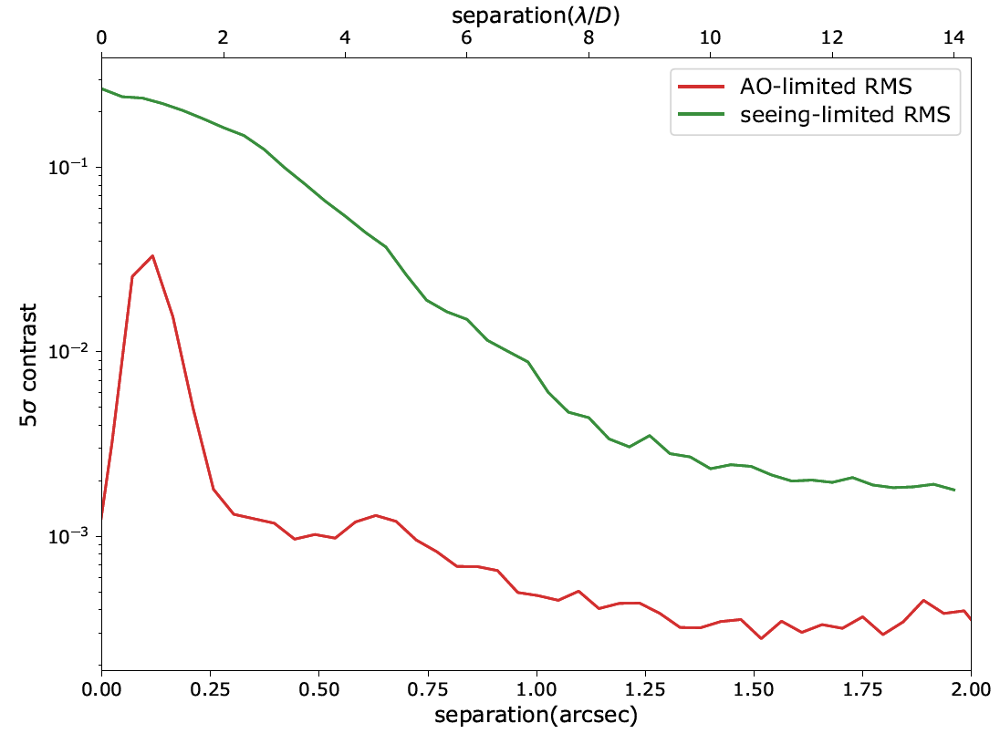 separation(λ/D)
0 2 4 6 8 10 12 14
AO-limited RMS
seeing-limited RMS
10⁻¹
10⁻²
10⁻³
5σ contrast
0.00 0.25 0.50 0.75 1.00 1.25 1.50 1.75 2.00
separation(arcsec)